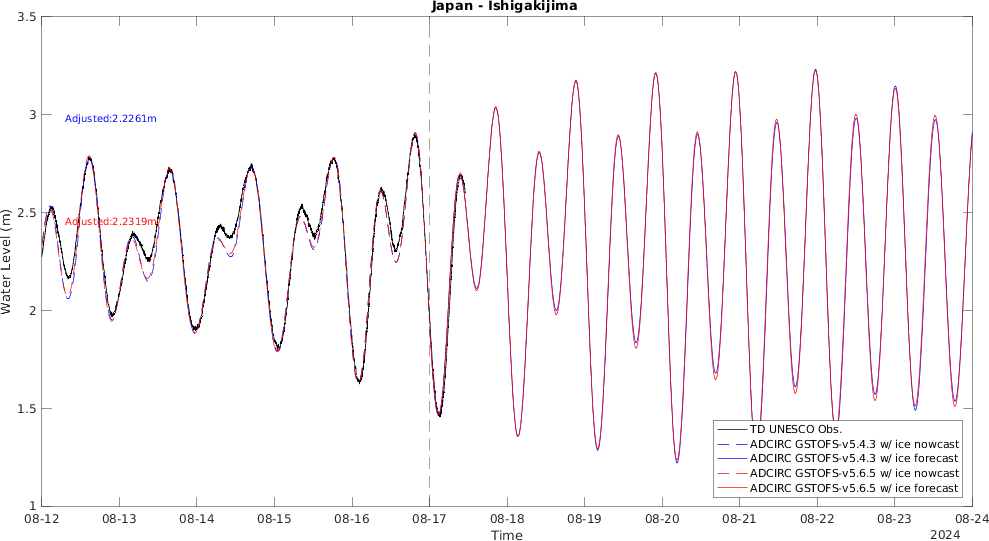 Japan - Ishigakijima
3.5
3
2.5
2
1.5
1
Water Level (m)
Adjusted:2.2261m
Adjusted:2.2319m
TD UNESCO Obs.
ADCIRC GSTOFS-v5.4.3 w/ ice nowcast
ADCIRC GSTOFS-v5.4.3 w/ ice forecast
ADCIRC GSTOFS-v5.6.5 w/ ice nowcast
ADCIRC GSTOFS-v5.6.5 w/ ice forecast
08-12 08-13 08-14 08-15 08-16 08-17 08-18 08-19 08-20 08-21 08-22 08-23 08-24
Time
2024